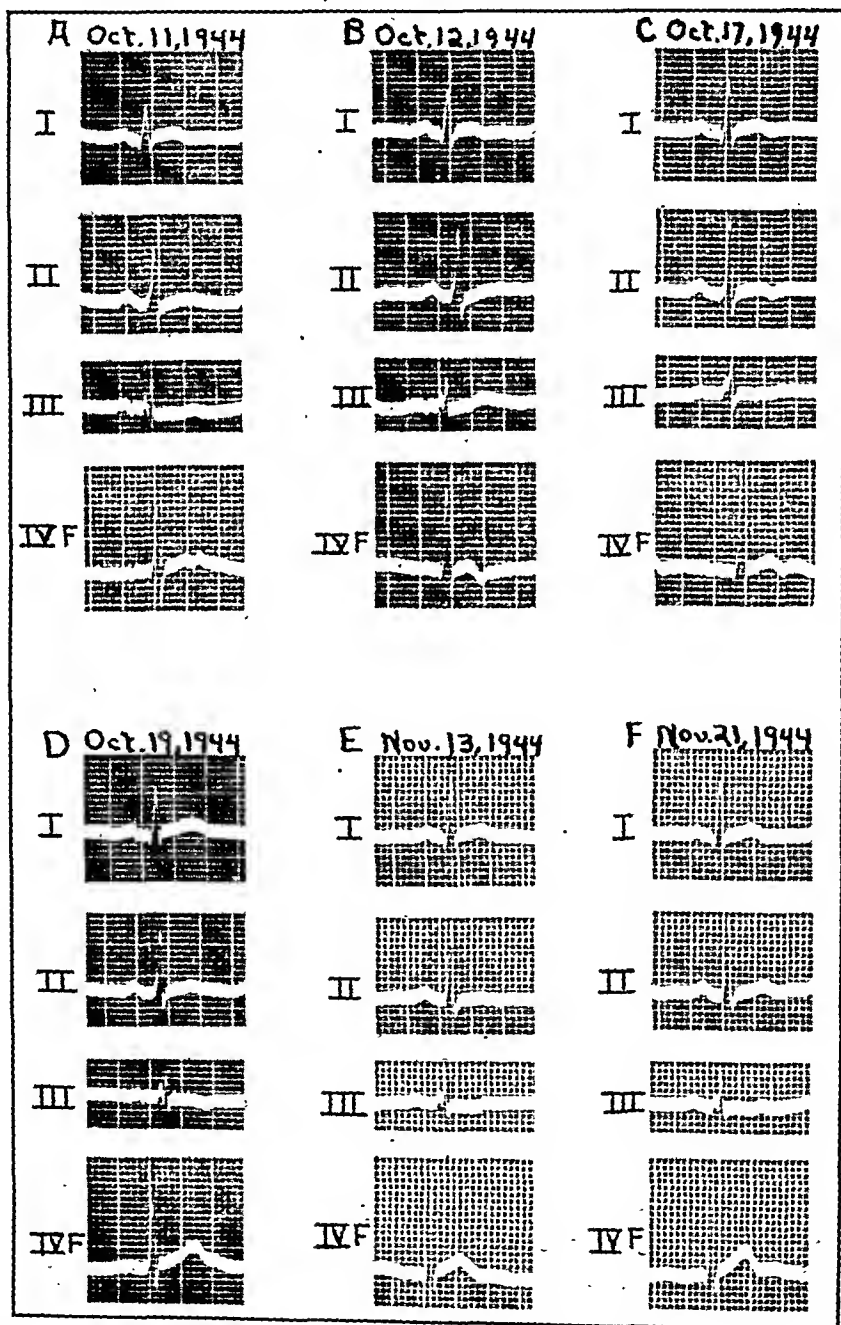 A Oct. 11, 1944
I
II
III
IV F
B Oct. 12, 1944
I
II
III
IV F
C Oct. 17, 1944
I
II
III
IV F
D Oct. 19, 1944
I
II
III
IV F
E Nov. 13, 1944
I
II
III
IV F
F Nov. 21, 1944
I
II
III
IV F